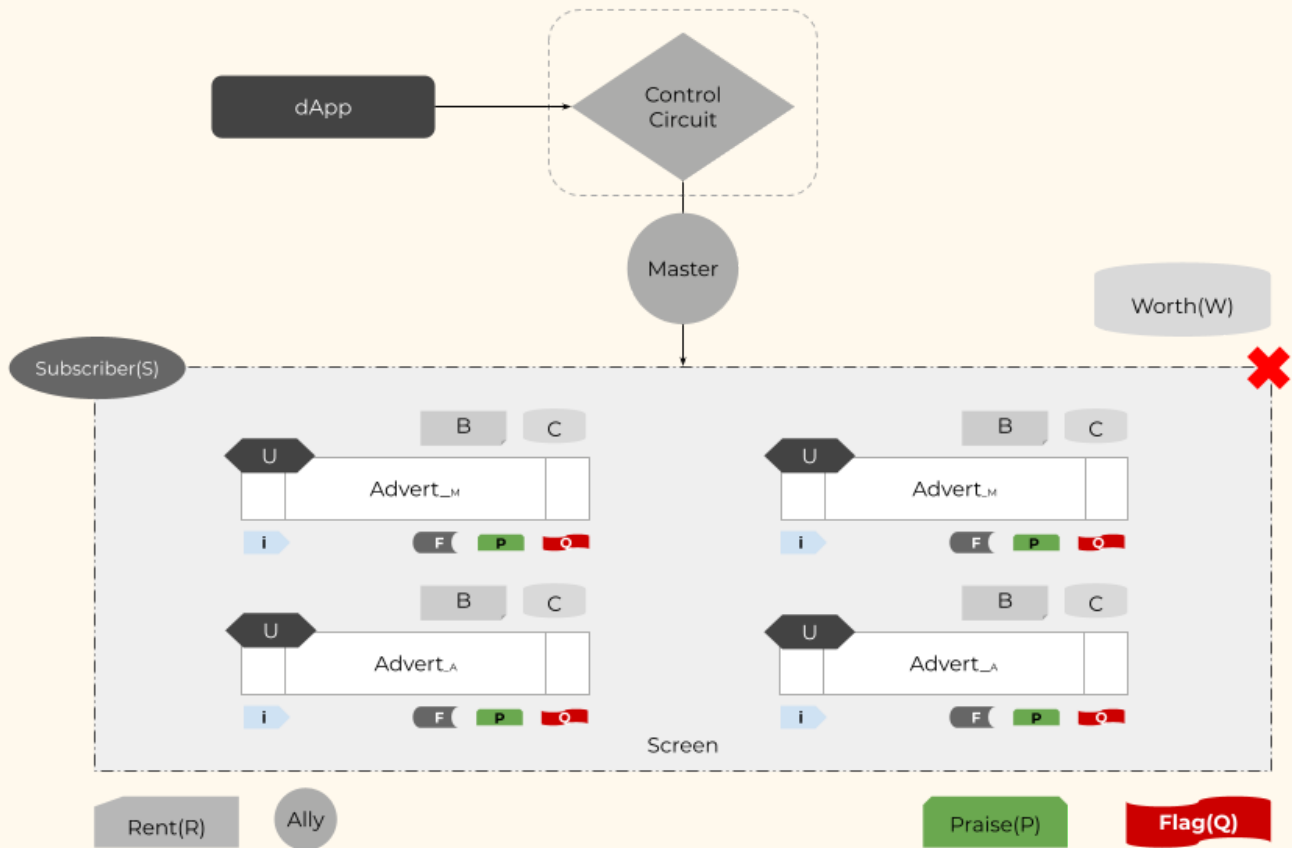 dApp
Control
Circuit
Master
Worth(W)
Subscriber(S)
B
C
B
C
U
U
Advert_M
Advert_M
i
F
P
Q
i
F
P
Q
B
C
B
C
U
U
Advert_A
Advert_A
i
F
P
Q
i
F
P
Q
Screen
Rent(R)
Ally
Praise(P)
Flag(Q)